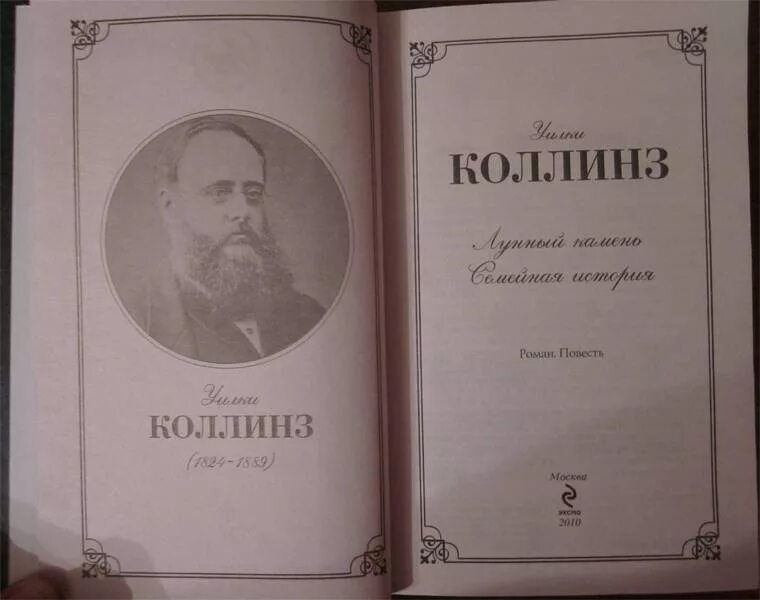 Уилки
КОЛЛИНЗ
(1824–1889)
Уилки
КОЛЛИНЗ
Лунный камень
Семейная история
Роман. Повесть
Москва
ЭКСМО
2010